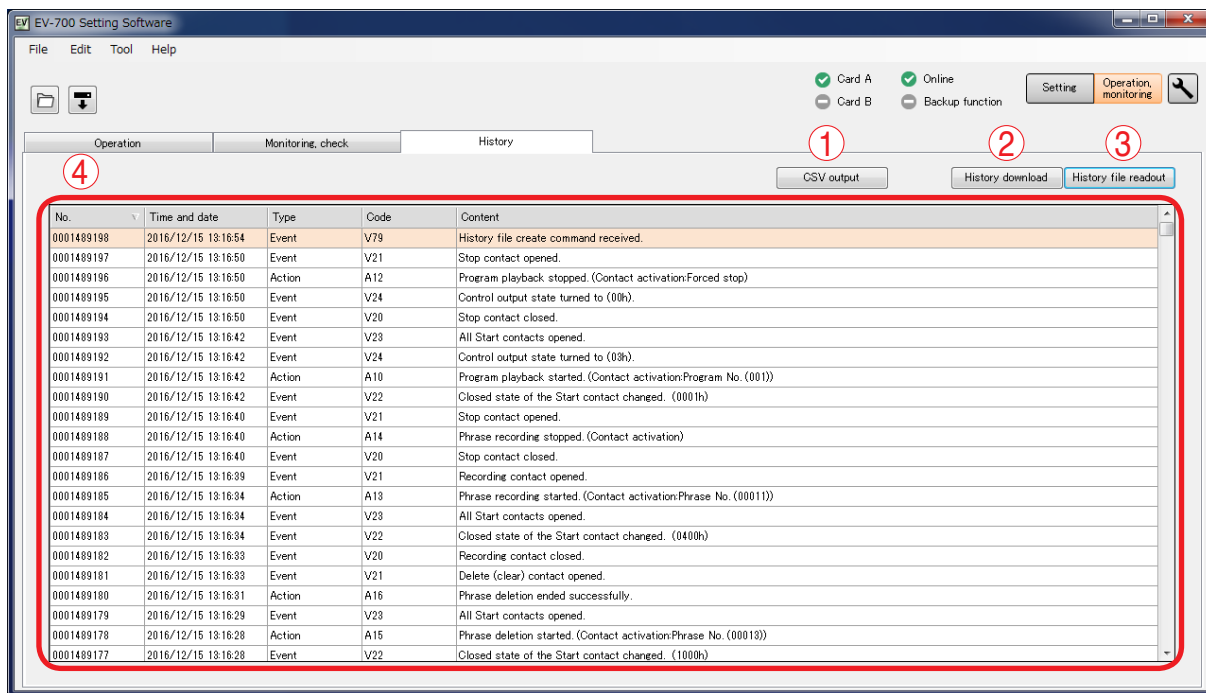 EV EV-700 Setting Software
File Edit Tool Help
Card A Online
Card B Backup function
Setting Operation, monitoring
Operation Monitoring, check History
① ② ③
④
CSV output History download History file readout
No. Time and date Type Code Content
0001489198 2016/12/15 13:16:54 Event V79 History file create command received.
0001489197 2016/12/15 13:16:50 Event V21 Stop contact opened.
0001489196 2016/12/15 13:16:50 Action A12 Program playback stopped. (Contact activation:Forced stop)
0001489195 2016/12/15 13:16:50 Event V24 Control output state turned to (00h).
0001489194 2016/12/15 13:16:50 Event V20 Stop contact closed.
0001489193 2016/12/15 13:16:42 Event V23 All Start contacts opened.
0001489192 2016/12/15 13:16:42 Event V24 Control output state turned to (03h).
0001489191 2016/12/15 13:16:42 Action A10 Program playback started. (Contact activation:Program No. (001))
0001489190 2016/12/15 13:16:42 Event V22 Closed state of the Start contact changed. (0001h)
0001489189 2016/12/15 13:16:40 Event V21 Stop contact opened.
0001489188 2016/12/15 13:16:40 Action A14 Phrase recording stopped. (Contact activation)
0001489187 2016/12/15 13:16:40 Event V20 Stop contact closed.
0001489186 2016/12/15 13:16:39 Event V21 Recording contact opened.
0001489185 2016/12/15 13:16:34 Action A13 Phrase recording started. (Contact activation:Phrase No. (00011))
0001489184 2016/12/15 13:16:34 Event V23 All Start contacts opened.
0001489183 2016/12/15 13:16:34 Event V22 Closed state of the Start contact changed. (0400h)
0001489182 2016/12/15 13:16:33 Event V20 Recording contact closed.
0001489181 2016/12/15 13:16:33 Event V21 Delete (clear) contact opened.
0001489180 2016/12/15 13:16:31 Action A16 Phrase deletion ended successfully.
0001489179 2016/12/15 13:16:29 Event V23 All Start contacts opened.
0001489178 2016/12/15 13:16:28 Action A15 Phrase deletion started. (Contact activation:Phrase No. (00013))
0001489177 2016/12/15 13:16:28 Event V22 Closed state of the Start contact changed. (1000h)